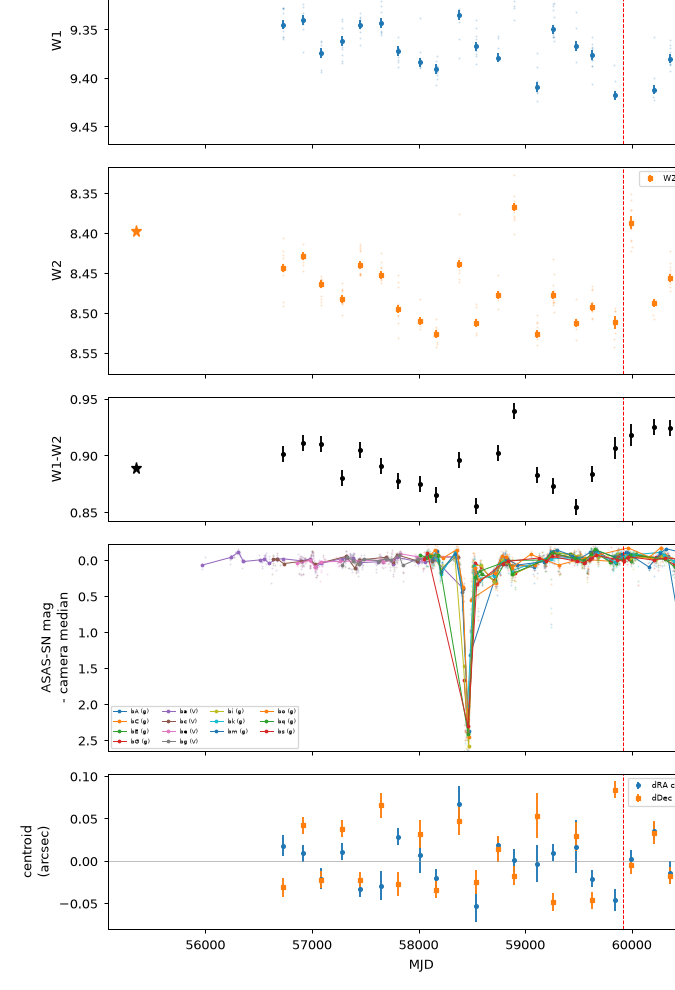 9.35
9.40
9.45
W1
8.35
8.40
8.45
8.50
8.55
W2
W2
0.95
0.90
0.85
W1-W2
0.0
0.5
1.0
1.5
2.0
2.5
ASAS-SN mag
- camera median
bA (g)
bC (g)
bE (g)
bG (g)
ba (V)
bc (V)
be (V)
bg (V)
bi (g)
bk (g)
bm (g)
bo (g)
bq (g)
bs (g)
0.10
0.05
0.00
−0.05
centroid
(arcsec)
dRA c
dDec
56000
57000
58000
59000
60000
MJD